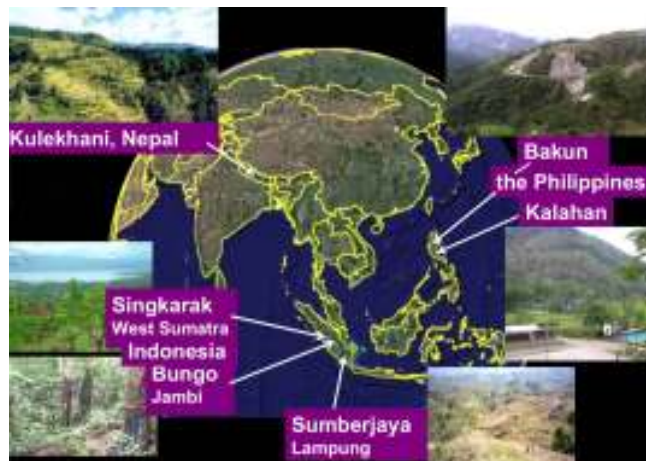 Kulekhani, Nepal
Bakun
the Philippines
Kalahan
Singkarak
West Sumatra
Indonesia
Bungo
Jambi
Sumberjaya
Lampung